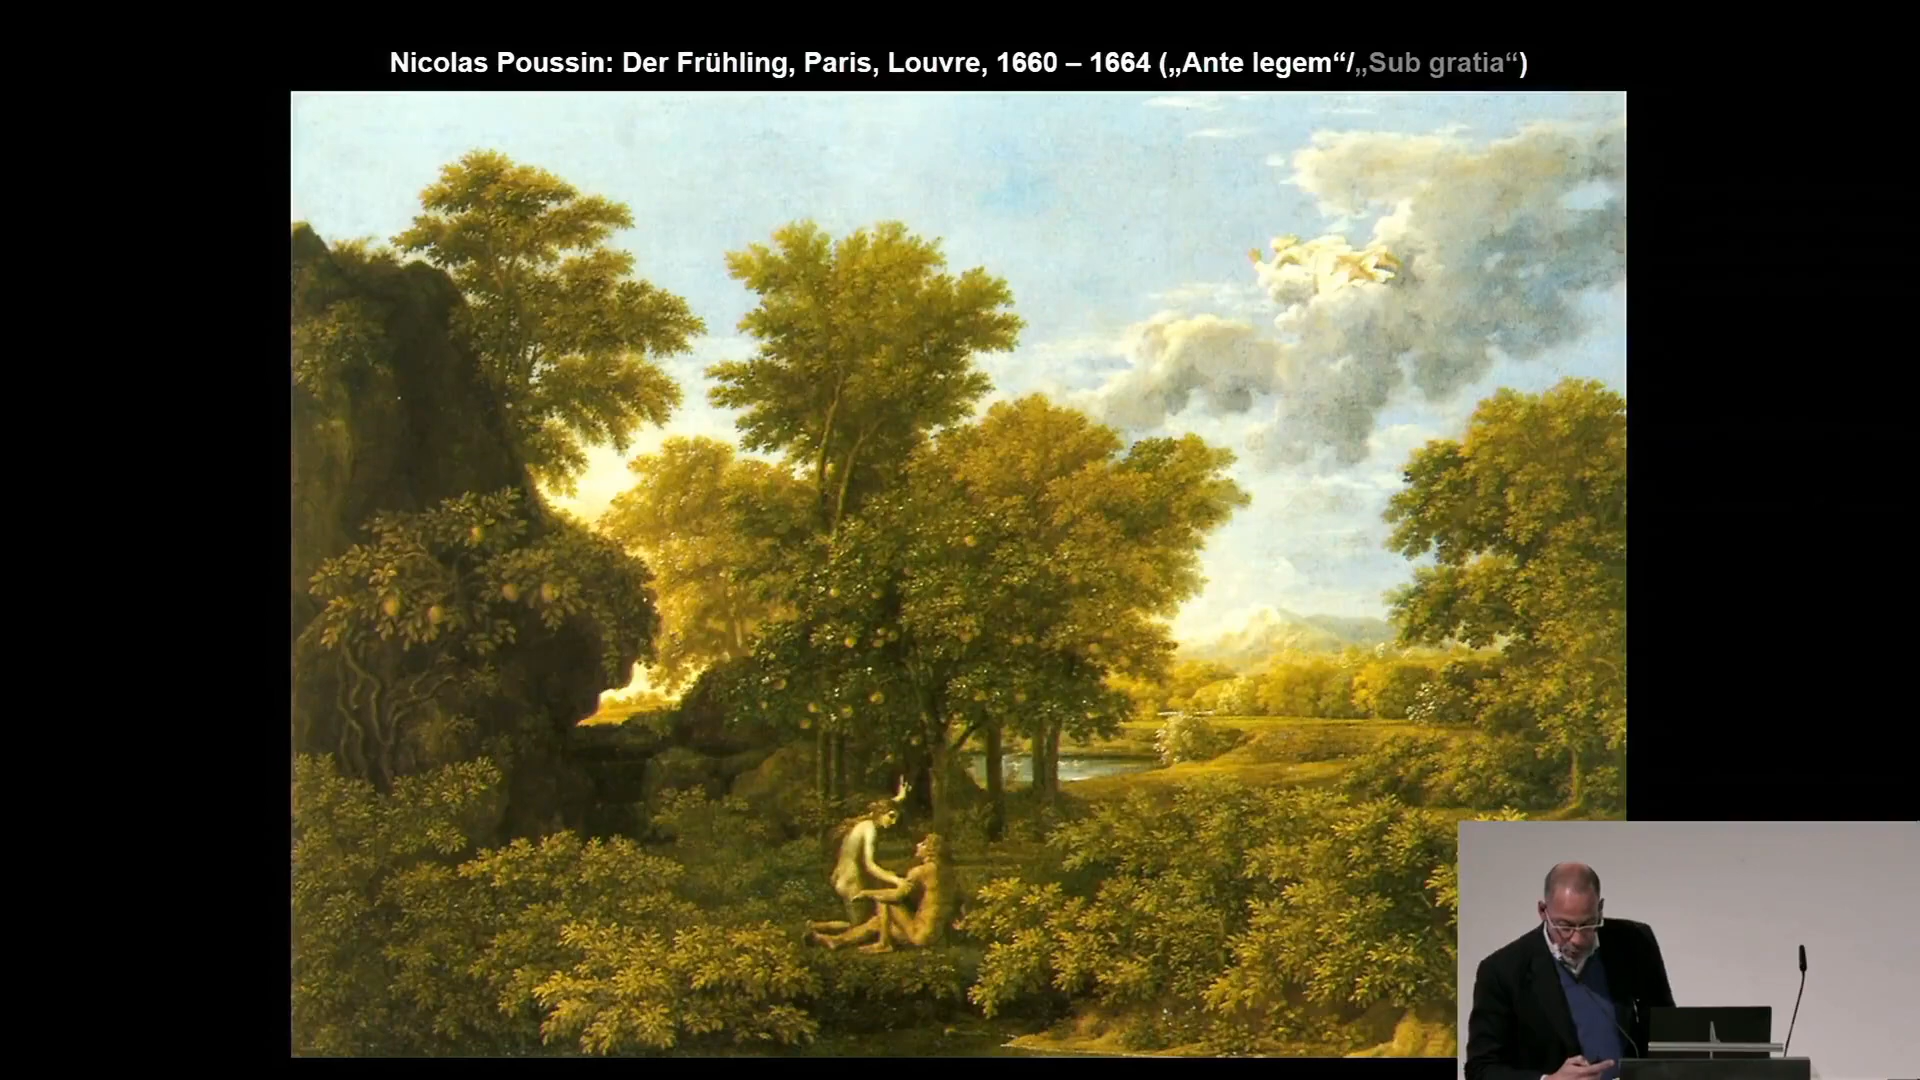 Nicolas Poussin: Der Frühling, Paris, Louvre, 1660 – 1664 („Ante legem“/„Sub gratia“)